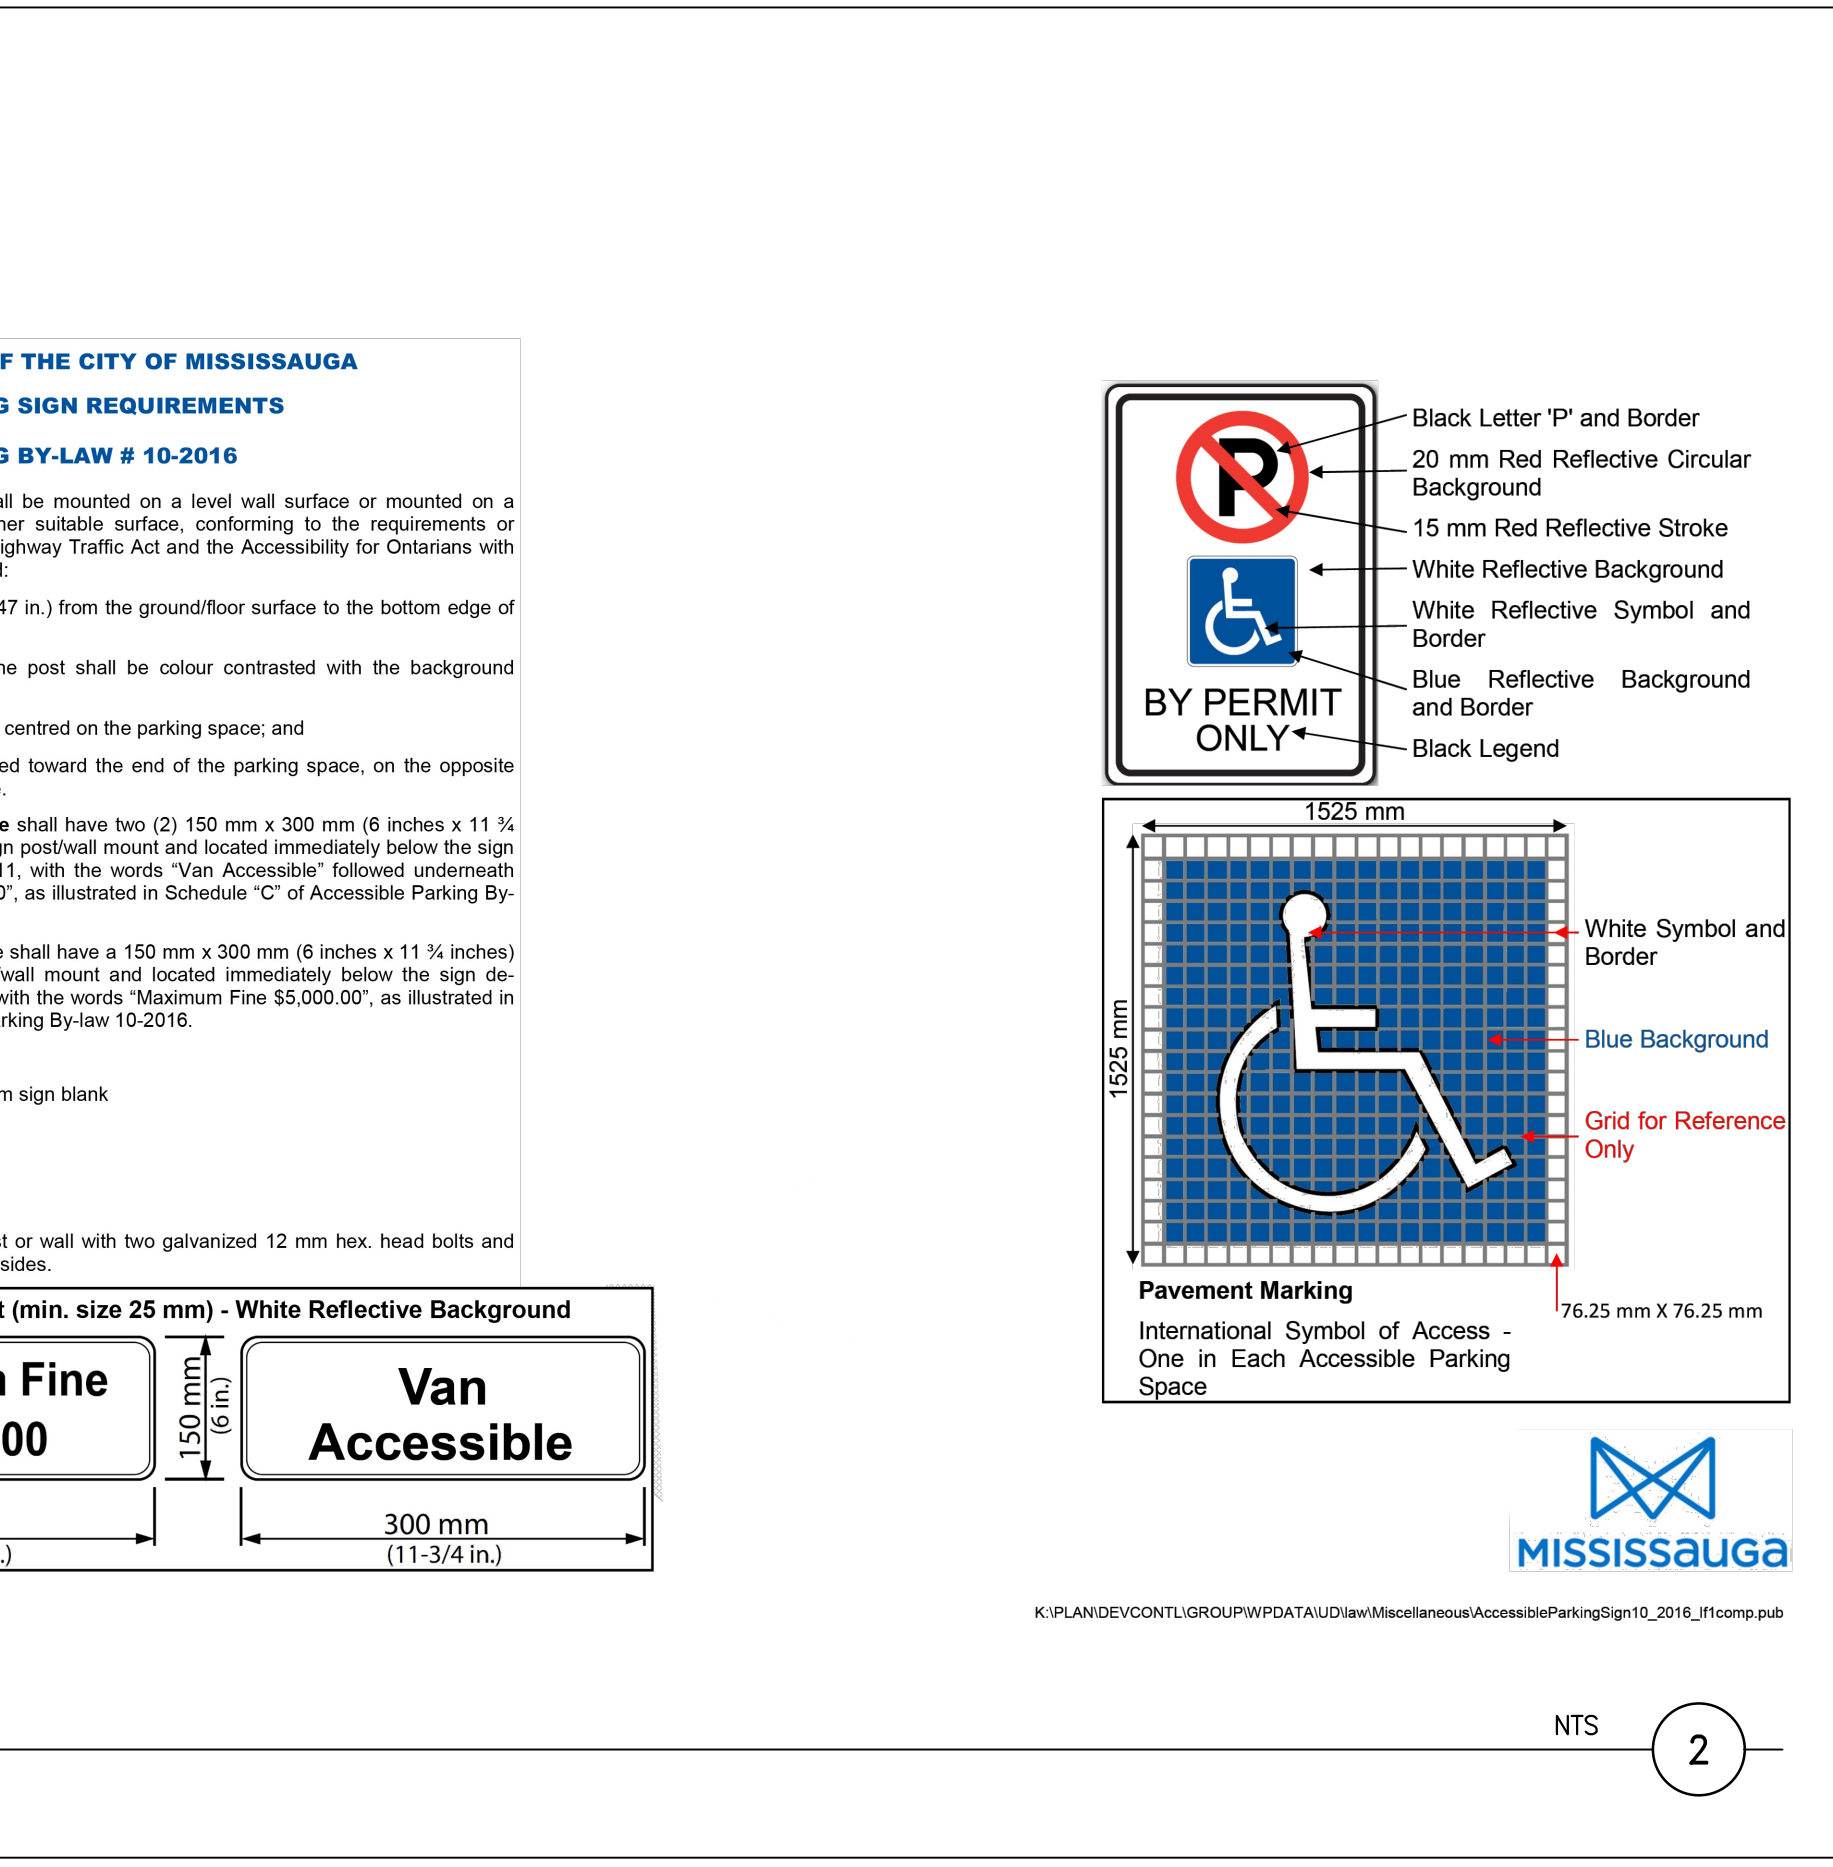 F THE CITY OF MISSISSAUGA
G SIGN REQUIREMENTS
G BY-LAW # 10-2016
all be mounted on a level wall surface or mounted on a
her suitable surface, conforming to the requirements or
ighway Traffic Act and the Accessibility for Ontarians with
d:
47 in.) from the ground/floor surface to the bottom edge of
he post shall be colour contrasted with the background
centred on the parking space; and
ed toward the end of the parking space, on the opposite
e.
e shall have two (2) 150 mm x 300 mm (6 inches x 11 ¾
gn post/wall mount and located immediately below the sign
11, with the words “Van Accessible” followed underneath
0”, as illustrated in Schedule “C” of Accessible Parking By-
e shall have a 150 mm x 300 mm (6 inches x 11 ¾ inches)
/wall mount and located immediately below the sign de-
with the words “Maximum Fine $5,000.00”, as illustrated in
rking By-law 10-2016.
m sign blank
st or wall with two galvanized 12 mm hex. head bolts and
sides.
t (min. size 25 mm) - White Reflective Background
n Fine
00
150 mm
(6 in.)
Van
Accessible
.)
300 mm
(11-3/4 in.)
P
BY PERMIT
ONLY
Black Letter 'P' and Border
20 mm Red Reflective Circular
Background
15 mm Red Reflective Stroke
White Reflective Background
White Reflective Symbol and
Border
Blue Reflective Background
and Border
Black Legend
1525 mm
1525 mm
White Symbol and
Border
Blue Background
Grid for Reference
Only
76.25 mm X 76.25 mm
Pavement Marking
International Symbol of Access -
One in Each Accessible Parking
Space
MISSISSauGa
K:\PLAN\DEVCONTL\GROUP\WPDATA\UD\law\Miscellaneous\AccessibleParkingSign10_2016_lf1comp.pub
NTS
2